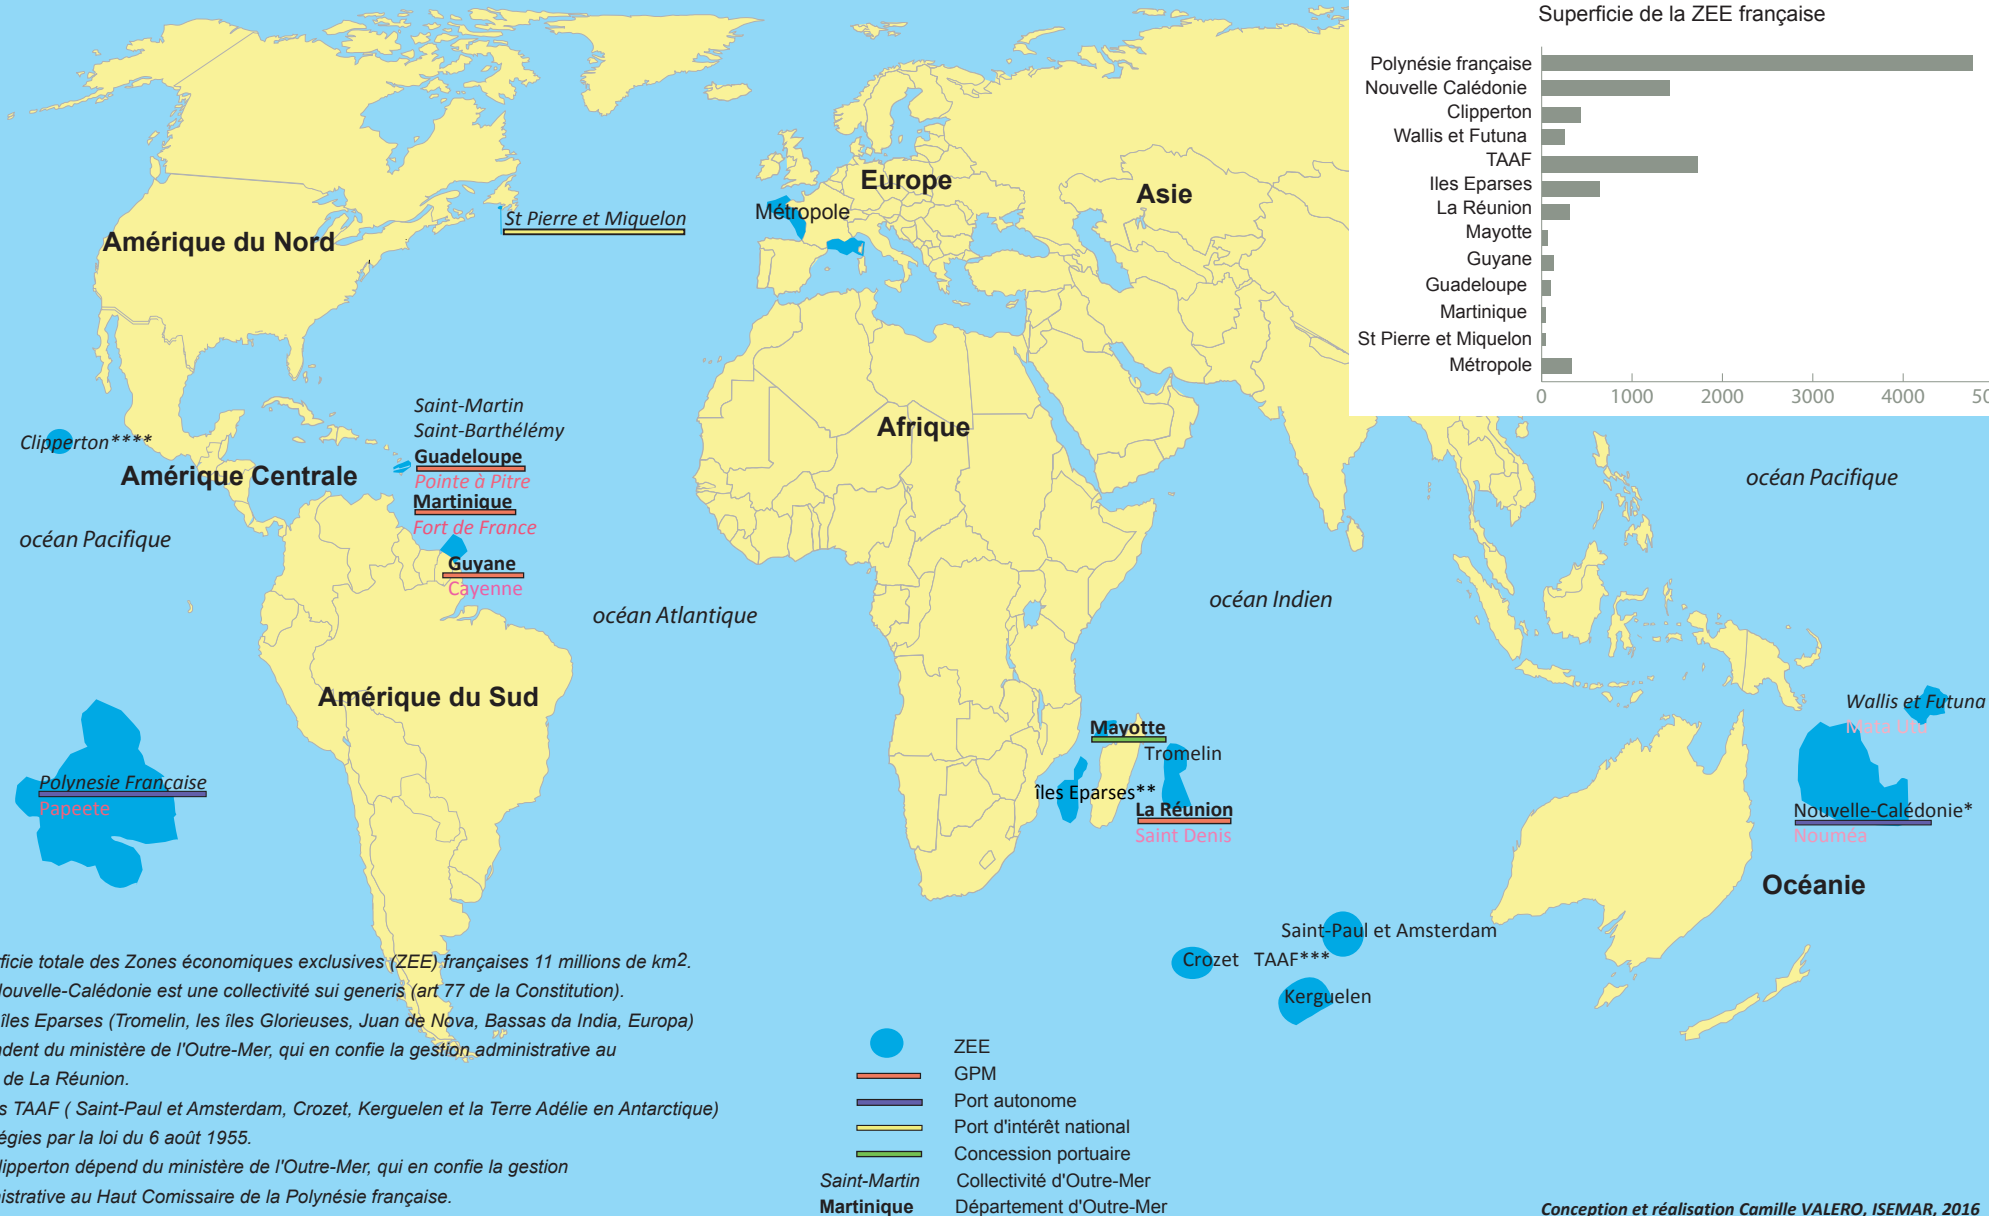 Superficie de la ZEE française
Polynésie française
Nouvelle Calédonie
Clipperton
Wallis et Futuna
TAAF
Iles Eparses
La Réunion
Mayotte
Guyane
Guadeloupe
Martinique
St Pierre et Miquelon
Métropole
0 1000 2000 3000 4000
Europe
Asie
Métropole
St Pierre et Miquelon
Amérique du Nord
Saint-Martin
Saint-Barthélémy
Guadeloupe
Pointe à Pitre
Martinique
Fort de France
Clipperton****
Amérique Centrale
Afrique
océan Pacifique
océan Pacifique
Guyane
Cayenne
océan Atlantique
océan Indien
Amérique du Sud
Wallis et Futuna
Mata Utu
Mayotte
Tromelin
îles Eparses**
La Réunion
Saint Denis
Polynesie Française
Papeete
Nouvelle-Calédonie*
Nouméa
Océanie
Saint-Paul et Amsterdam
Crozet TAAF***
Kerguelen
ficie totale des Zones économiques exclusives (ZEE) françaises 11 millions de km2.
Nouvelle-Calédonie est une collectivité sui generis (art 77 de la Constitution).
îles Eparses (Tromelin, les îles Glorieuses, Juan de Nova, Bassas da India, Europa)
ndent du ministère de l'Outre-Mer, qui en confie la gestion administrative au
de La Réunion.
s TAAF ( Saint-Paul et Amsterdam, Crozet, Kerguelen et la Terre Adélie en Antarctique)
égies par la loi du 6 août 1955.
lipperton dépend du ministère de l'Outre-Mer, qui en confie la gestion
nistrative au Haut Comissaire de la Polynésie française.
ZEE
GPM
Port autonome
Port d'intérêt national
Concession portuaire
Saint-Martin Collectivité d'Outre-Mer
Martinique Département d'Outre-Mer
Conception et réalisation Camille VALERO, ISEMAR, 2016